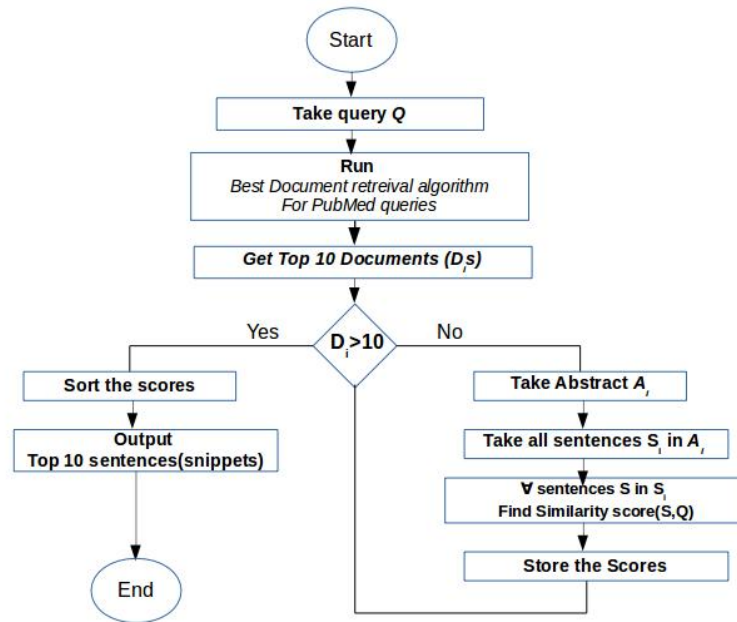 Start
Take query Q
Run
Best Document retreival algorithm
For PubMed queries
Get Top 10 Documents (Dᵢs)
Yes
No
Dᵢ>10
Sort the scores
Output
Top 10 sentences(snippets)
End
Take Abstract Aᵢ
Take all sentences Sᵢ in Aᵢ
∀ sentences S in Sᵢ
Find Similarity score(S,Q)
Store the Scores